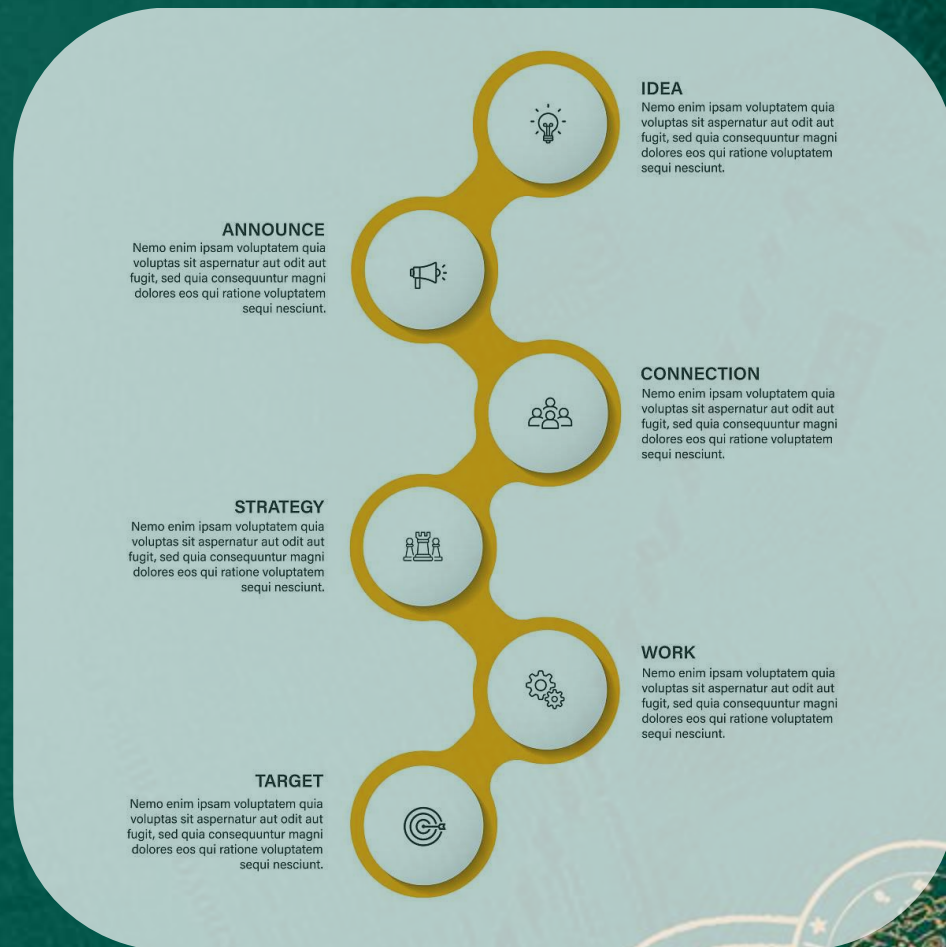 IDEA
Nemo enim ipsam voluptatem quia
voluptas sit aspernatur aut odit aut
fugit, sed quia consequuntur magni
dolores eos qui ratione voluptatem
sequi nesciunt.
ANNOUNCE
Nemo enim ipsam voluptatem quia
voluptas sit aspernatur aut odit aut
fugit, sed quia consequuntur magni
dolores eos qui ratione voluptatem
sequi nesciunt.
CONNECTION
Nemo enim ipsam voluptatem quia
voluptas sit aspernatur aut odit aut
fugit, sed quia consequuntur magni
dolores eos qui ratione voluptatem
sequi nesciunt.
STRATEGY
Nemo enim ipsam voluptatem quia
voluptas sit aspernatur aut odit aut
fugit, sed quia consequuntur magni
dolores eos qui ratione voluptatem
sequi nesciunt.
WORK
Nemo enim ipsam voluptatem quia
voluptas sit aspernatur aut odit aut
fugit, sed quia consequuntur magni
dolores eos qui ratione voluptatem
sequi nesciunt.
TARGET
Nemo enim ipsam voluptatem quia
voluptas sit aspernatur aut odit aut
fugit, sed quia consequuntur magni
dolores eos qui ratione voluptatem
sequi nesciunt.